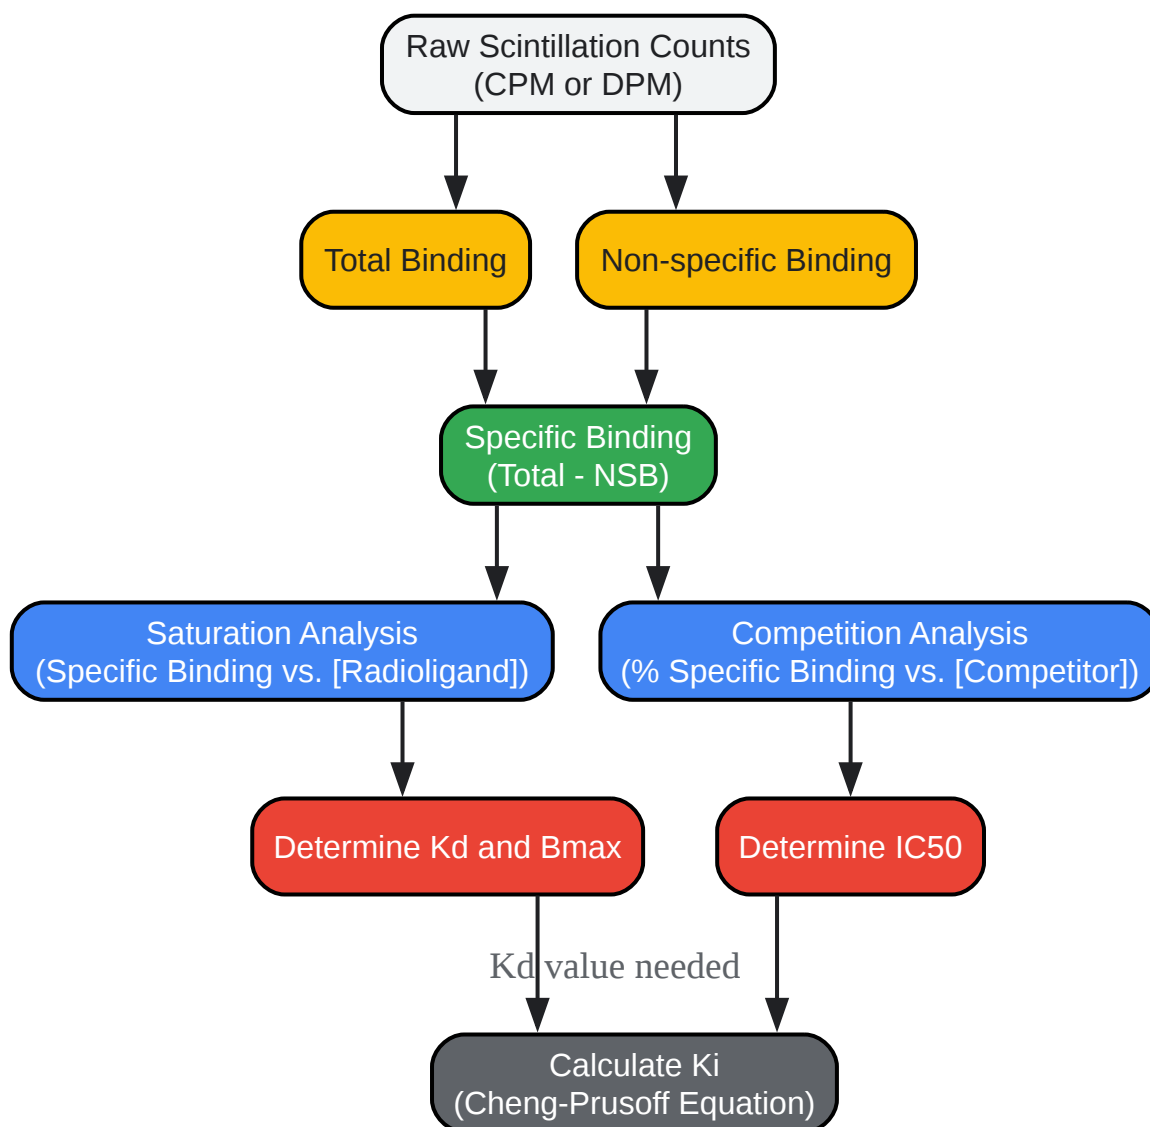 Raw Scintillation Counts
(CPM or DPM)
Total Binding
Non-specific Binding
Specific Binding
(Total - NSB)
Saturation Analysis
(Specific Binding vs. [Radioligand])
Competition Analysis
(% Specific Binding vs. [Competitor])
Determine Kd and Bmax
Determine IC50
Kd value needed
Calculate Ki
(Cheng-Prusoff Equation)